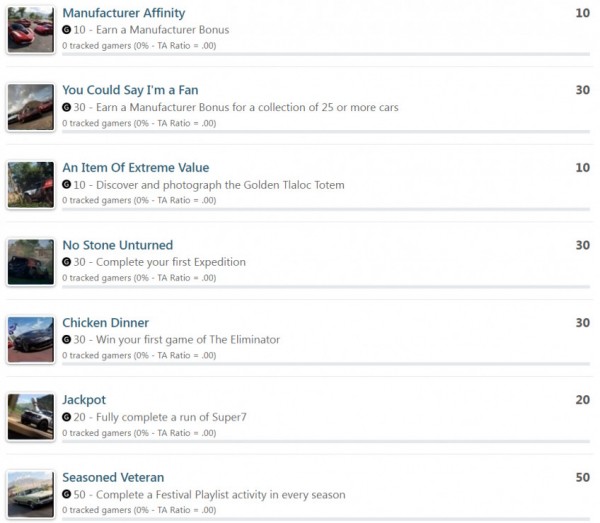 Manufacturer Affinity 10
G 10 - Earn a Manufacturer Bonus
0 tracked gamers (0% - TA Ratio = .00)
You Could Say I'm a Fan 30
G 30 - Earn a Manufacturer Bonus for a collection of 25 or more cars
0 tracked gamers (0% - TA Ratio = .00)
An Item Of Extreme Value 10
G 10 - Discover and photograph the Golden Tlaloc Totem
0 tracked gamers (0% - TA Ratio = .00)
No Stone Unturned 30
G 30 - Complete your first Expedition
0 tracked gamers (0% - TA Ratio = .00)
Chicken Dinner 30
G 30 - Win your first game of The Eliminator
0 tracked gamers (0% - TA Ratio = .00)
Jackpot 20
G 20 - Fully complete a run of Super7
0 tracked gamers (0% - TA Ratio = .00)
Seasoned Veteran 50
G 50 - Complete a Festival Playlist activity in every season
0 tracked gamers (0% - TA Ratio = .00)